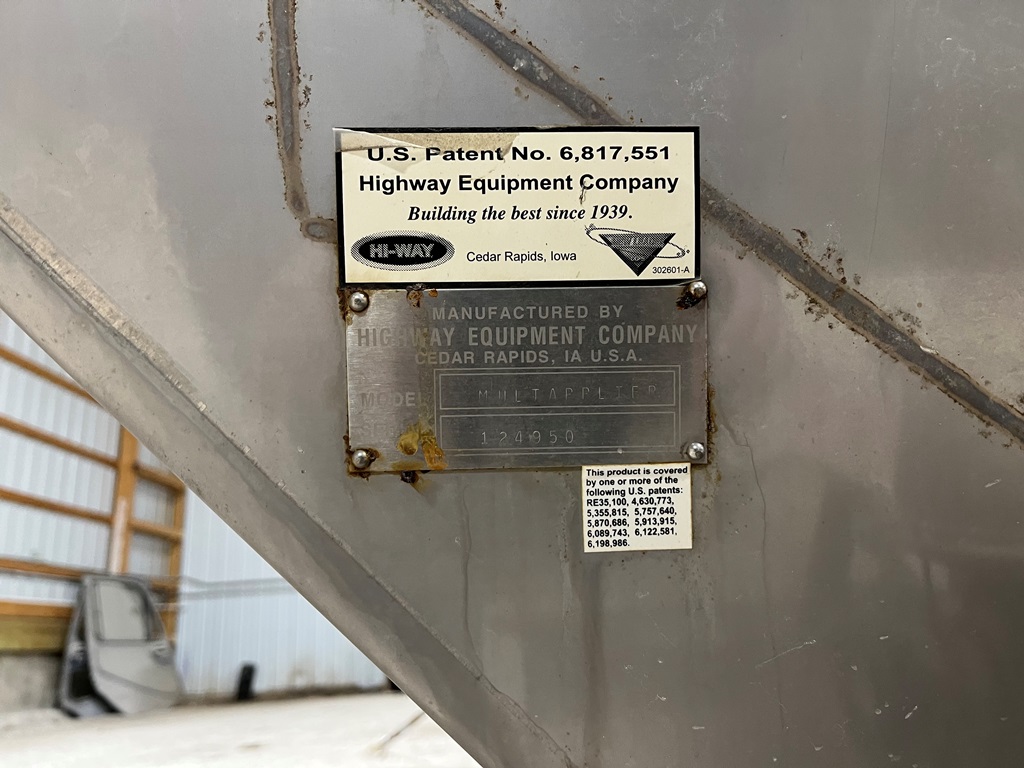 U.S. Patent No. 6,817,551
Highway Equipment Company
Building the best since 1939.
HI-WAY
Cedar Rapids, Iowa
302601-A
MANUFACTURED BY
HIGHWAY EQUIPMENT COMPANY
CEDAR RAPIDS, IA U.S.A.
MODEL MULTAPPLIER
124950
This product is covered
by one or more of the
following U.S. patents:
RE35,100, 4,630,773,
5,355,815, 5,757,640,
5,870,686, 5,913,915,
6,089,743, 6,122,581,
6,198,986.